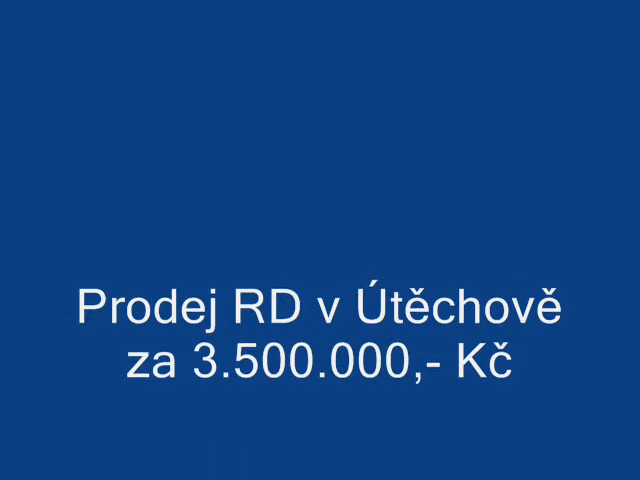 Prodej RD v Útěchově
za 3.500.000,- Kč